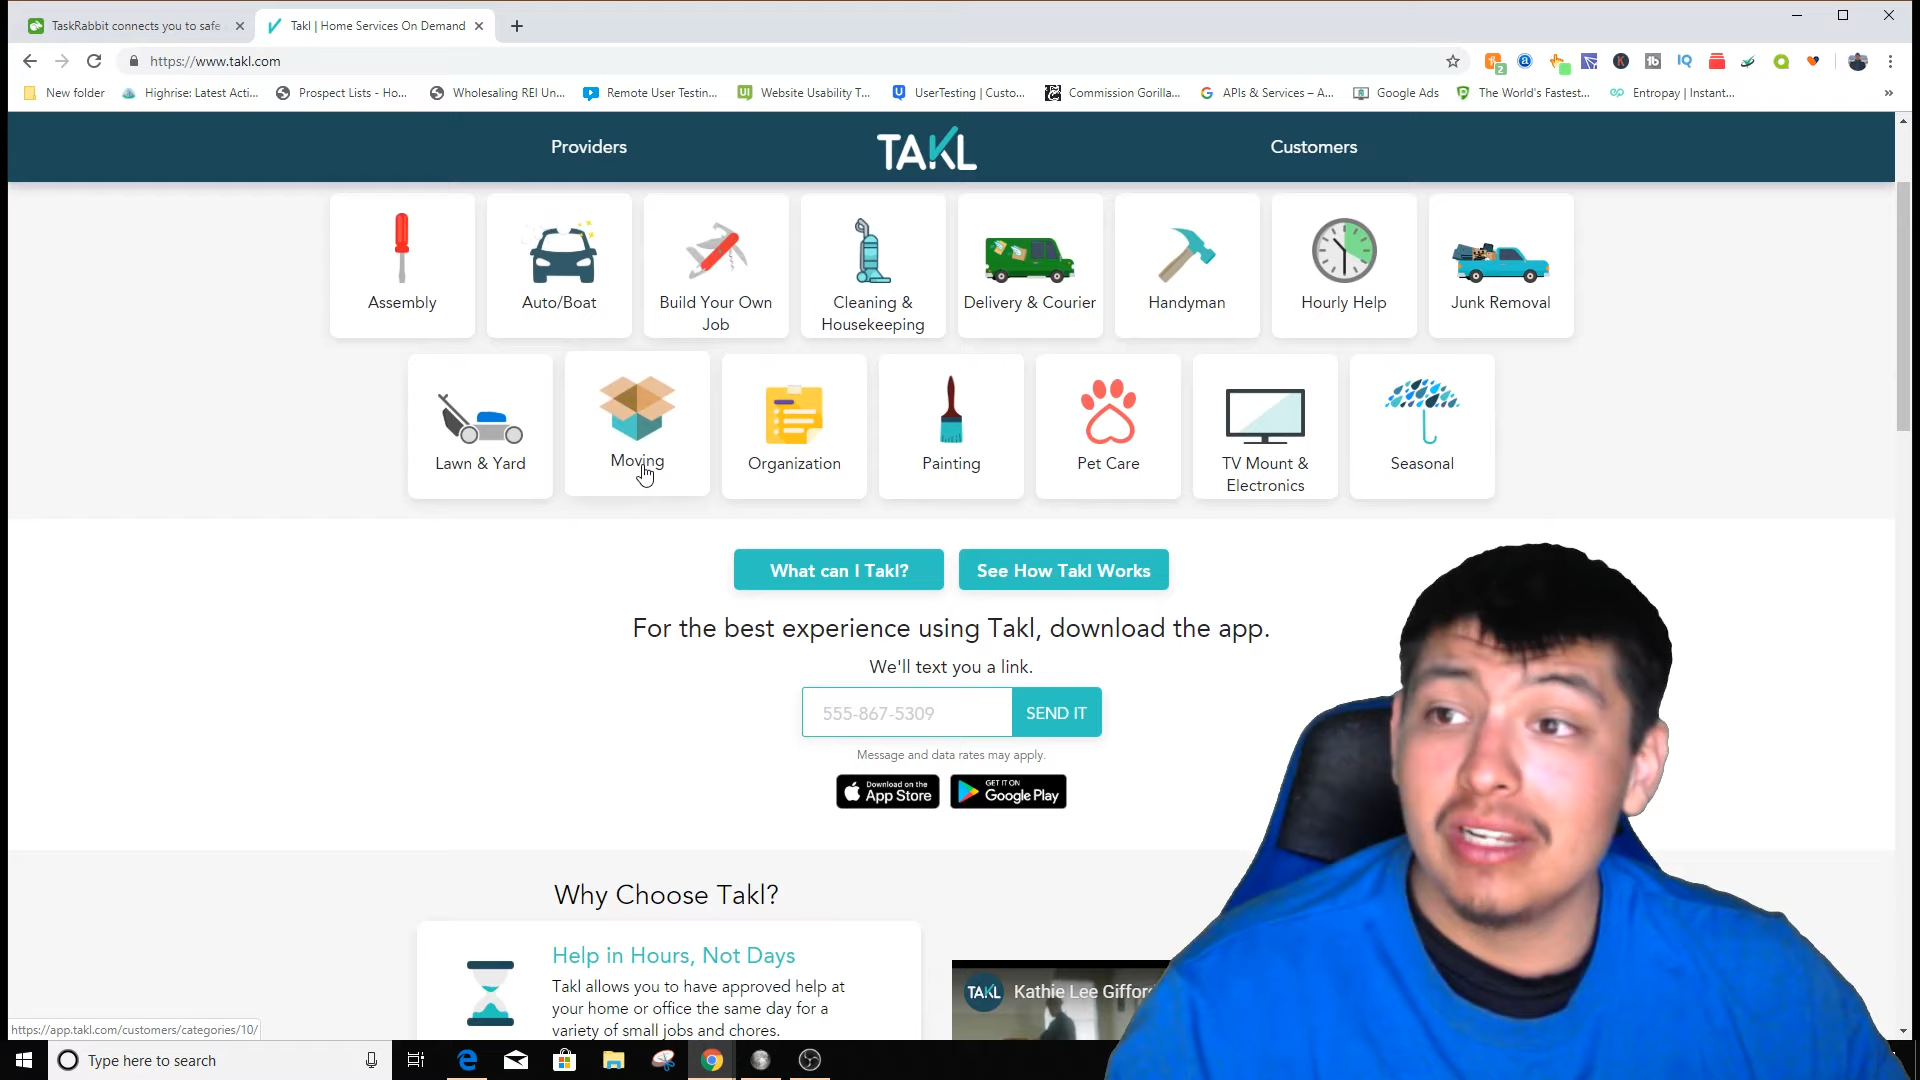 TaskRabbit connects you to safe
Takl | Home Services On Demand
https://www.takl.com
New folder
Highrise: Latest Acti...
Prospect Lists - Ho...
Wholesaling REI Un...
Remote User Testin...
Website Usability T...
UserTesting | Custo...
Commission Gorilla...
APIs & Services – A...
Google Ads
The World's Fastest...
Entropay | Instant...
Providers
TAKL
Customers
Assembly
Auto/Boat
Build Your Own
Job
Cleaning &
Housekeeping
Delivery & Courier
Handyman
Hourly Help
Junk Removal
Lawn & Yard
Moving
Organization
Painting
Pet Care
TV Mount &
Electronics
Seasonal
What can I Takl?
See How Takl Works
For the best experience using Takl, download the app.
We'll text you a link.
555-867-5309
SEND IT
Message and data rates may apply.
Download on the
App Store
GET IT ON
Google Play
Why Choose Takl?
Help in Hours, Not Days
Takl allows you to have approved help at
your home or office the same day for a
variety of small jobs and chores.
TAKL
Kathie Lee Giffor
https://app.takl.com/customers/categories/10/
Type here to search